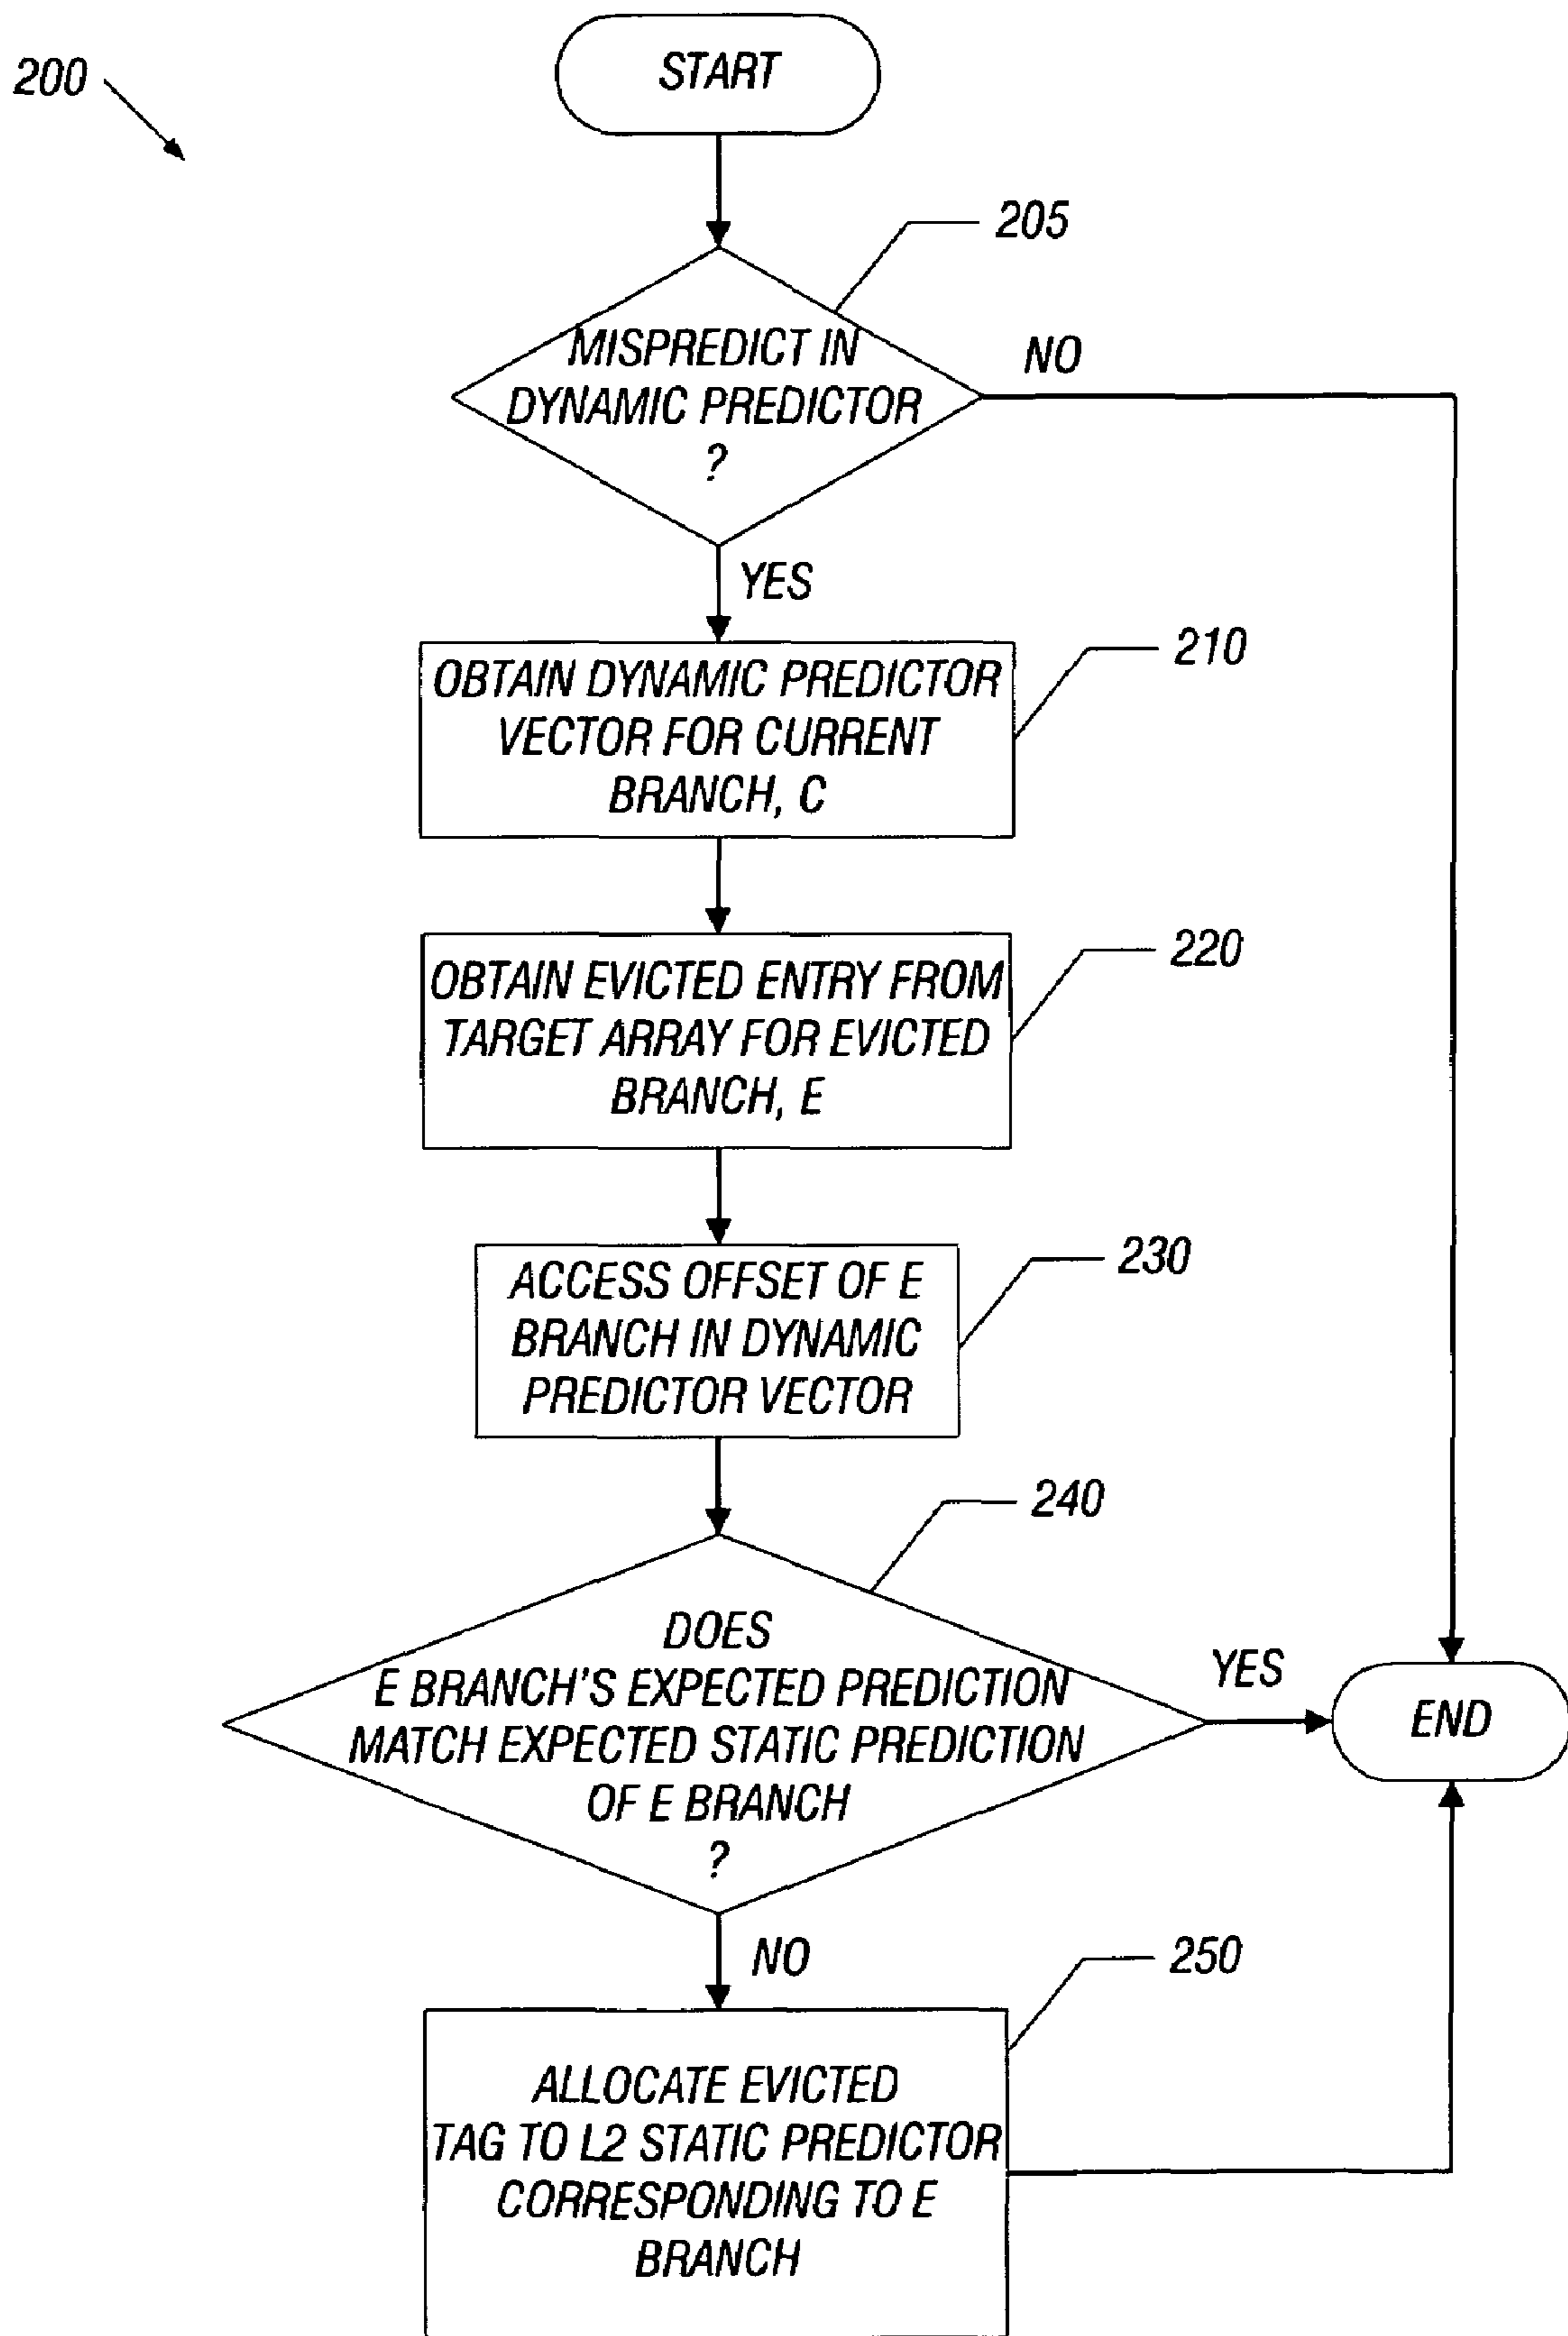 200
START
205
MISPREDICT IN
DYNAMIC PREDICTOR
?
NO
YES
210
OBTAIN DYNAMIC PREDICTOR
VECTOR FOR CURRENT
BRANCH, C
220
OBTAIN EVICTED ENTRY FROM
TARGET ARRAY FOR EVICTED
BRANCH, E
230
ACCESS OFFSET OF E
BRANCH IN DYNAMIC
PREDICTOR VECTOR
240
DOES
E BRANCH'S EXPECTED PREDICTION
MATCH EXPECTED STATIC PREDICTION
OF E BRANCH
?
YES
END
NO
250
ALLOCATE EVICTED
TAG TO L2 STATIC PREDICTOR
CORRESPONDING TO E
BRANCH